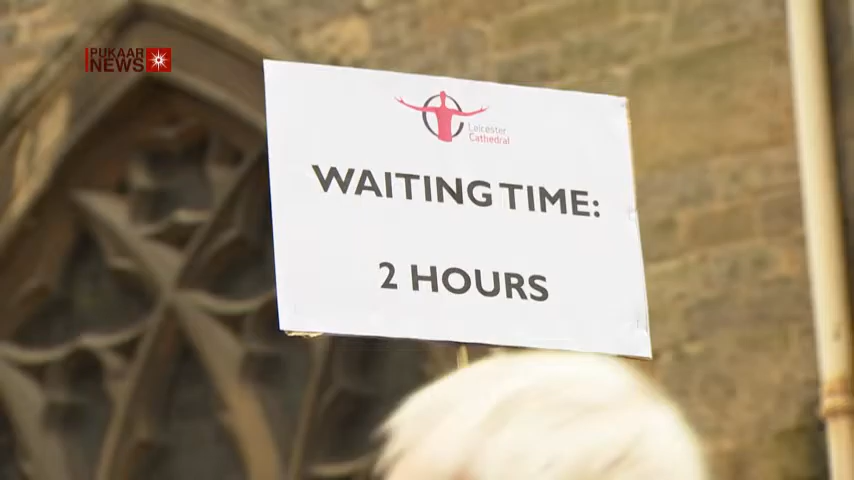 PUKAAR
NEWS
Leicester
Cathedral
WAITING TIME:
2 HOURS